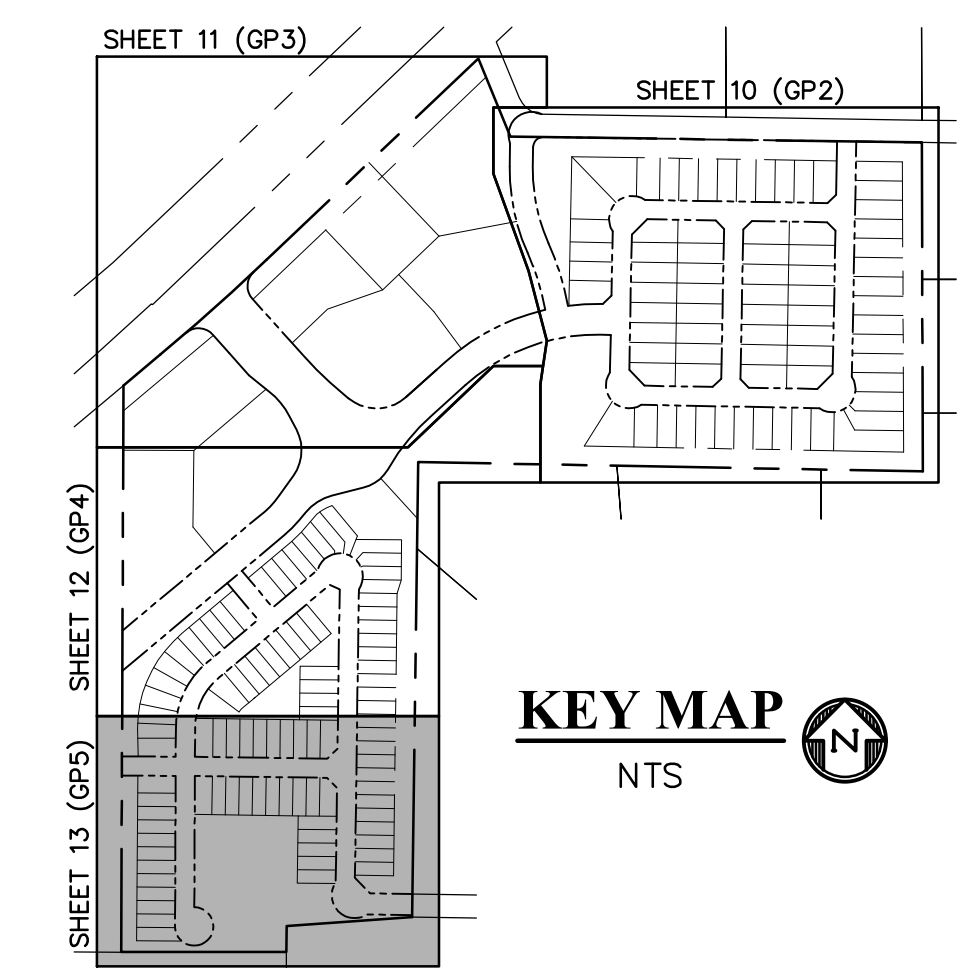 SHEET 11 (GP3)
SHEET 10 (GP2)
SHEET 12 (GP4)
SHEET 13 (GP5)
KEY MAP
NTS
N